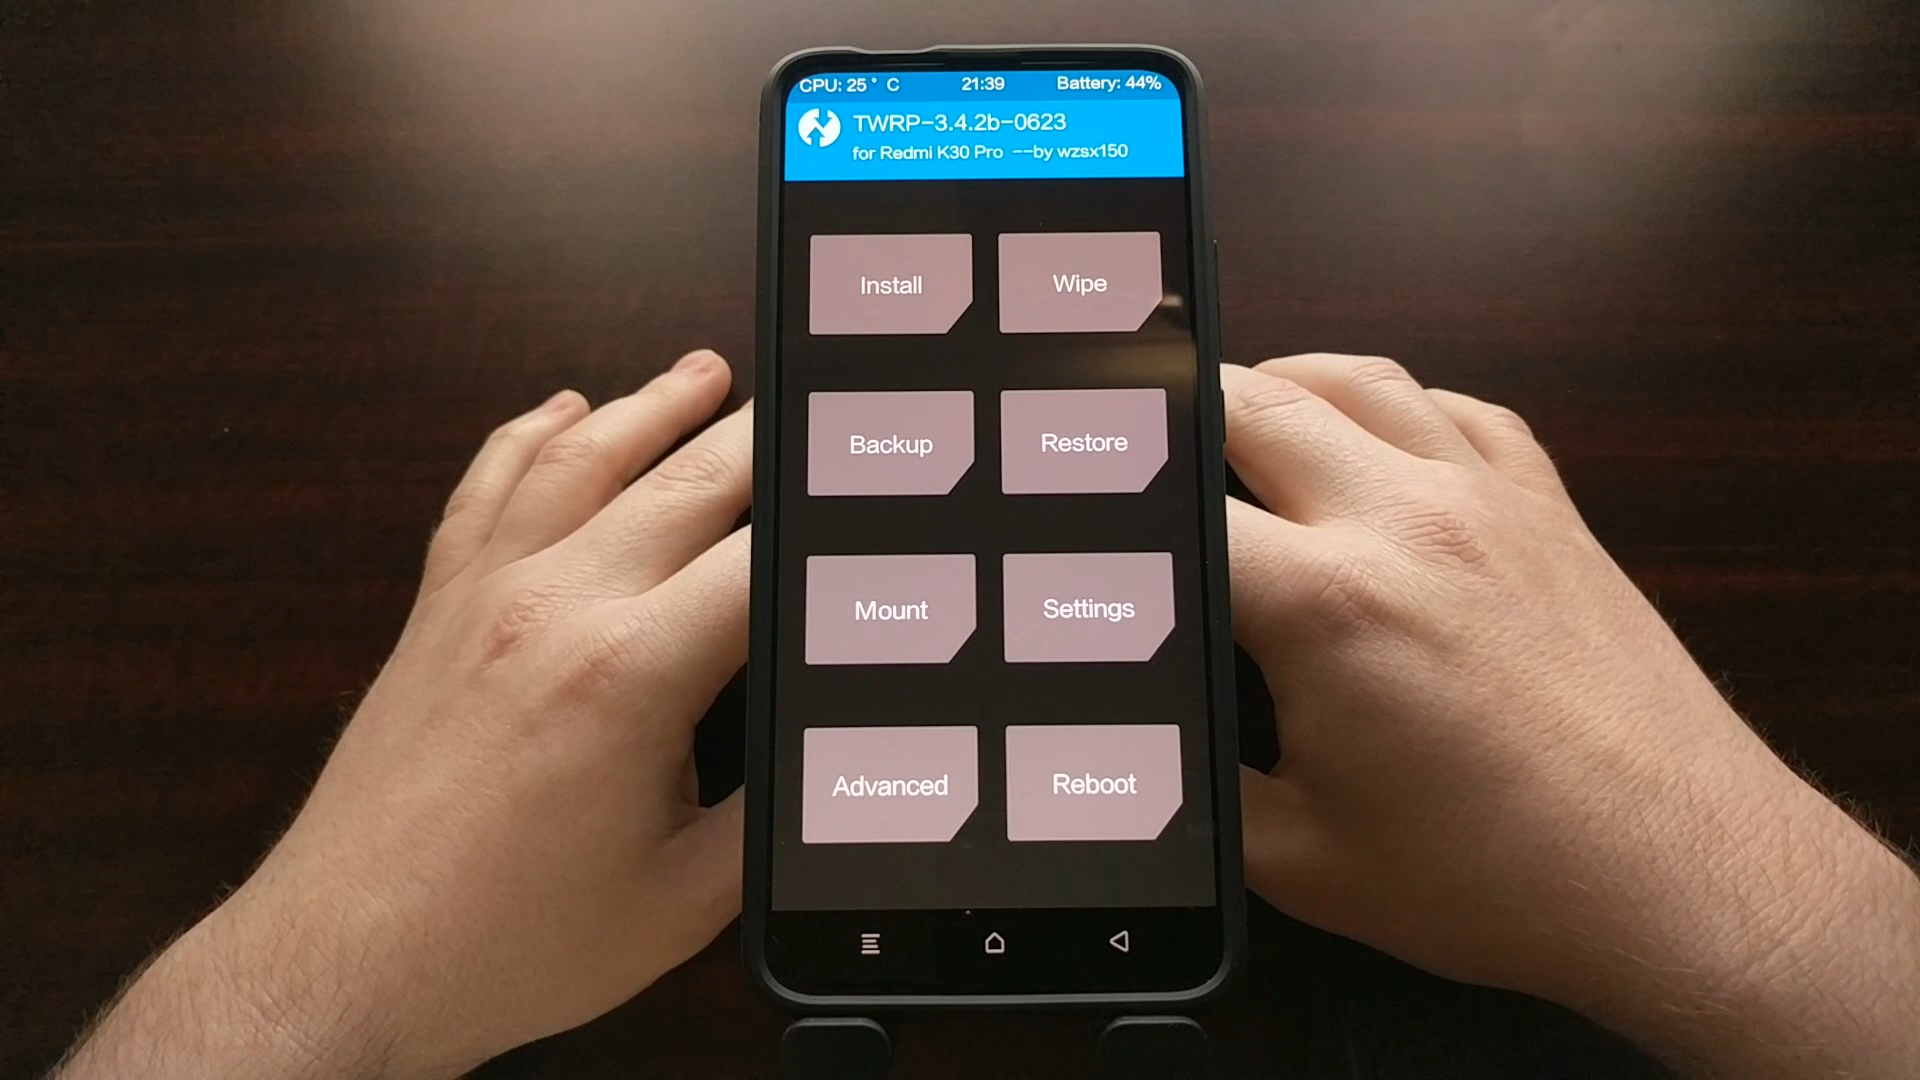 CPU: 25 ° C 21:39 Battery: 44%
TWRP-3.4.2b-0623
for Redmi K30 Pro --by wzsx150
Install Wipe
Backup Restore
Mount Settings
Advanced Reboot